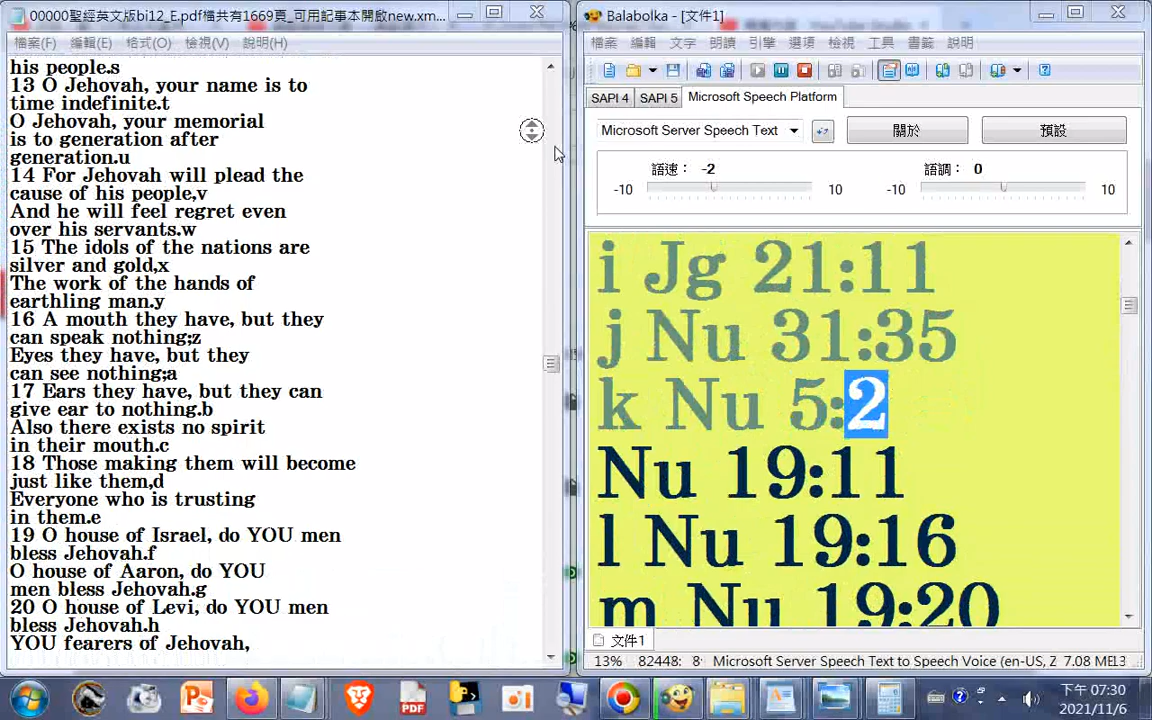 00000聖經英文版bi12_E.pdf檔共有1669頁_可用記事本開啟new.xm...
檔案(F) 編輯(E) 格式(O) 檢視(V) 說明(H)
his people.s
13 O Jehovah, your name is to
time indefinite.t
O Jehovah, your memorial
is to generation after
generation.u
14 For Jehovah will plead the
cause of his people,v
And he will feel regret even
over his servants.w
15 The idols of the nations are
silver and gold,x
The work of the hands of
earthling man.y
16 A mouth they have, but they
can speak nothing;z
Eyes they have, but they
can see nothing;a
17 Ears they have, but they can
give ear to nothing.b
Also there exists no spirit
in their mouth.c
18 Those making them will become
just like them,d
Everyone who is trusting
in them.e
19 O house of Israel, do YOU men
bless Jehovah.f
O house of Aaron, do YOU
men bless Jehovah.g
20 O house of Levi, do YOU men
bless Jehovah.h
YOU fearers of Jehovah,
Balabolka - [文件1]
檔案 編輯 文字 朗讀 引擎 選項 檢視 工具 書籤 說明
SAPI 4 SAPI 5 Microsoft Speech Platform
Microsoft Server Speech Text 關於 預設
語速： -2 語調： 0
-10 10 -10 10
i Jg 21:11
j Nu 31:35
k Nu 5:2
Nu 19:11
l Nu 19:16
m Nu 19:20
文件1
13% 82448: 8 Microsoft Server Speech Text to Speech Voice (en-US, Z 7.08 ME
下午 07:30
2021/11/6